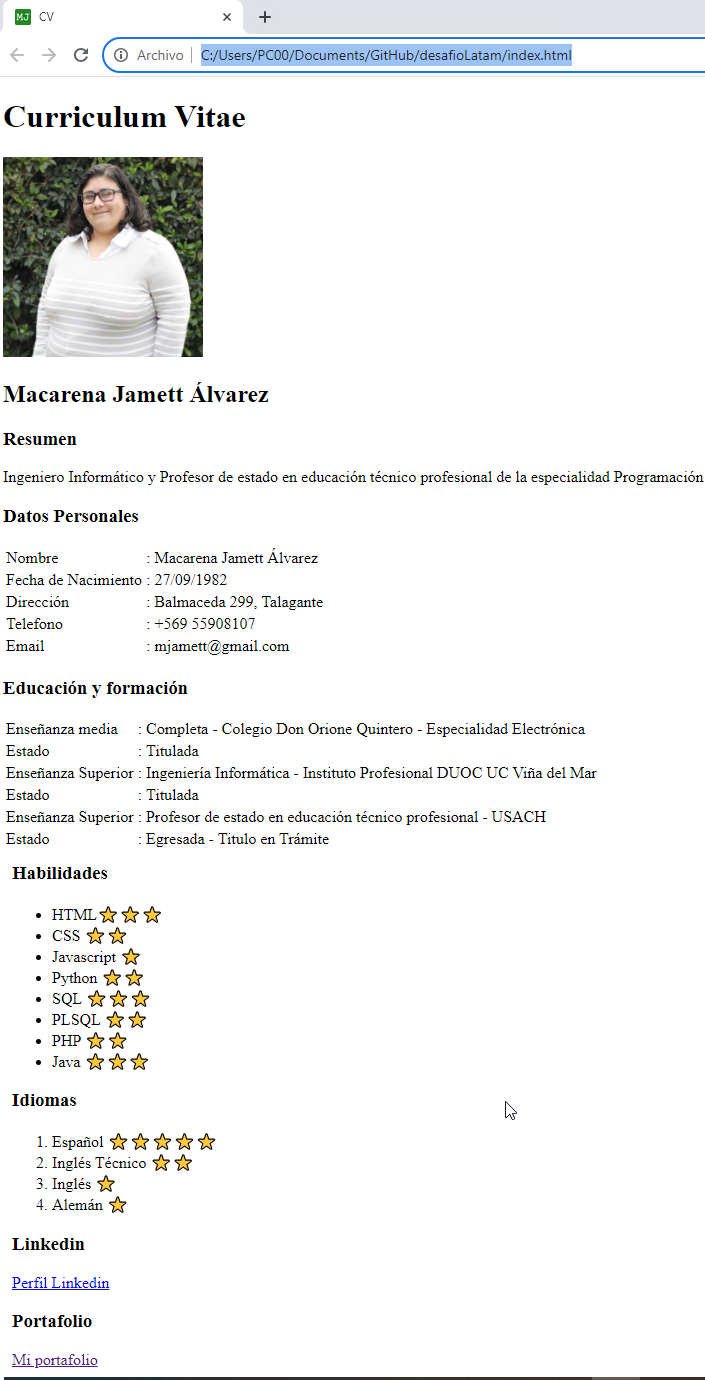 MJ CV
Archivo C:/Users/PC00/Documents/GitHub/desafioLatam/index.html
Curriculum Vitae
Macarena Jamett Álvarez
Resumen
Ingeniero Informático y Profesor de estado en educación técnico profesional de la especialidad Programación
Datos Personales
Nombre : Macarena Jamett Álvarez
Fecha de Nacimiento : 27/09/1982
Dirección : Balmaceda 299, Talagante
Telefono : +569 55908107
Email : mjamett@gmail.com
Educación y formación
Enseñanza media : Completa - Colegio Don Orione Quintero - Especialidad Electrónica
Estado : Titulada
Enseñanza Superior : Ingeniería Informática - Instituto Profesional DUOC UC Viña del Mar
Estado : Titulada
Enseñanza Superior : Profesor de estado en educación técnico profesional - USACH
Estado : Egresada - Titulo en Trámite
Habilidades
• HTML⭐⭐⭐
• CSS ⭐⭐
• Javascript ⭐
• Python ⭐⭐
• SQL ⭐⭐⭐
• PLSQL ⭐⭐
• PHP ⭐⭐
• Java ⭐⭐⭐
Idiomas
1. Español ⭐⭐⭐⭐⭐
2. Inglés Técnico ⭐⭐
3. Inglés ⭐
4. Alemán ⭐
Linkedin
Perfil Linkedin
Portafolio
Mi portafolio